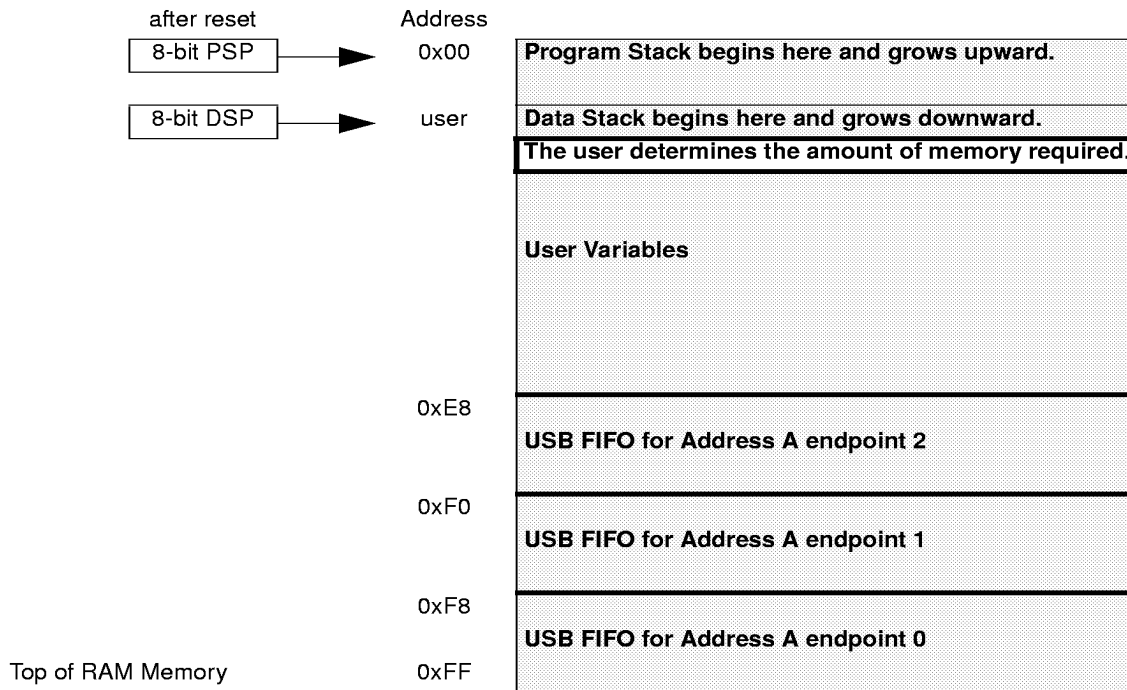 after reset Address
8-bit PSP 0x00 Program Stack begins here and grows upward.
8-bit DSP user Data Stack begins here and grows downward.
The user determines the amount of memory required.
User Variables
0xE8
USB FIFO for Address A endpoint 2
0xF0
USB FIFO for Address A endpoint 1
0xF8
USB FIFO for Address A endpoint 0
Top of RAM Memory 0xFF